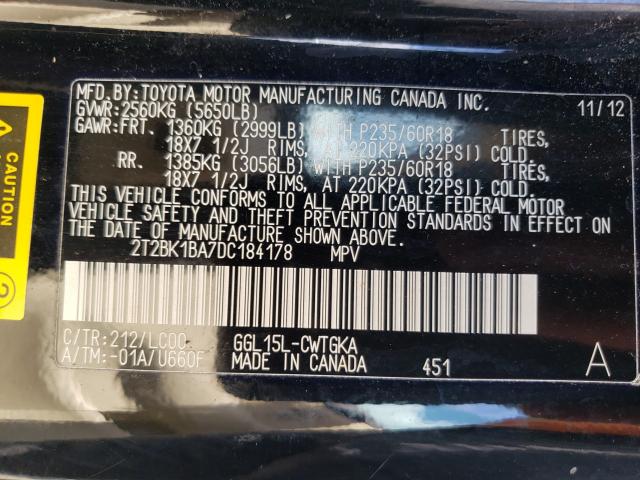 MFD.BY:TOYOTA MOTOR MANUFACTURING CANADA INC. 11/12
GVWR:2560KG (5650LB)
GAWR:FRT. 1360KG (2999LB) WITH P235/60R18 TIRES,
18X7 1/2J RIMS, AT 220KPA (32PSI) COLD.
RR. 1385KG (3056LB) WITH P235/60R18 TIRES,
18X7 1/2J RIMS, AT 220KPA (32PSI) COLD.
THIS VEHICLE CONFORMS TO ALL APPLICABLE FEDERAL MOTOR
VEHICLE SAFETY AND THEFT PREVENTION STANDARDS IN EFFECT ON
THE DATE OF MANUFACTURE SHOWN ABOVE.
2T2BK1BA7DC184178 MPV
C/TR:212/LC00 GGL15L-CWTGKA
A/TM:-01A/U660F MADE IN CANADA 451 A